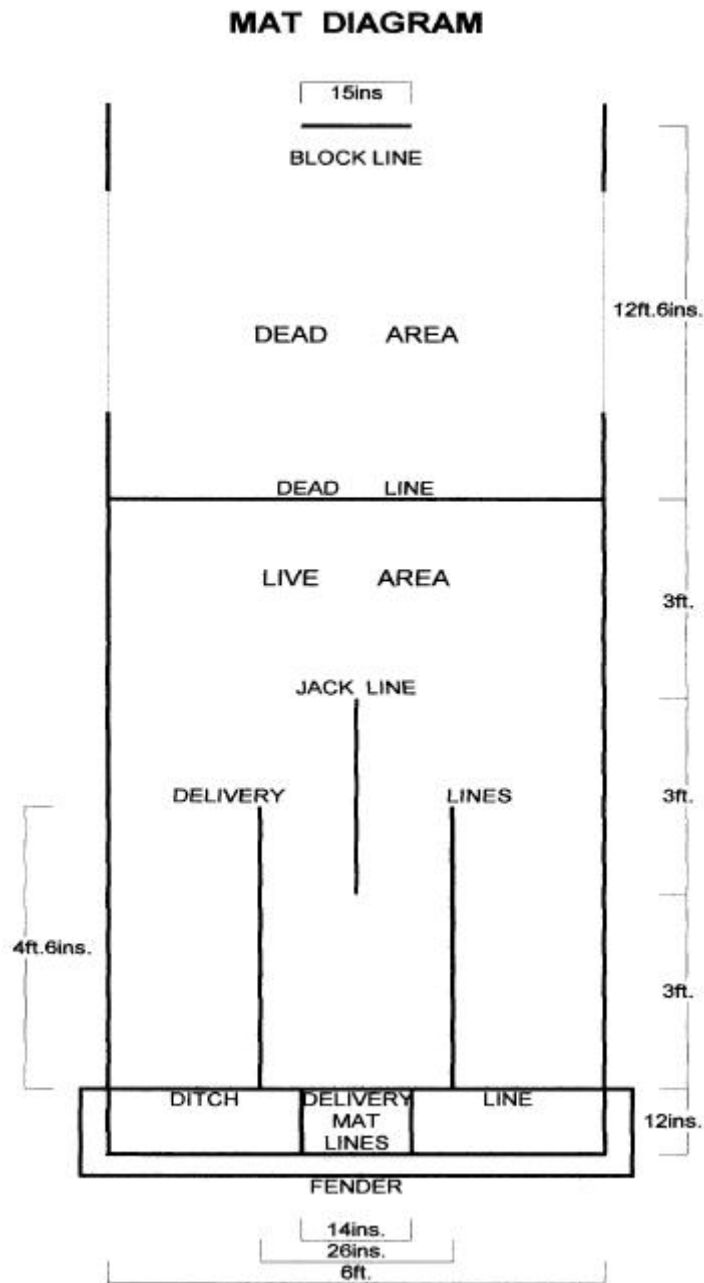 MAT DIAGRAM
15ins
BLOCK LINE
12ft.6ins.
DEAD AREA
DEAD LINE
LIVE AREA
3ft.
JACK LINE
DELIVERY LINES
3ft.
4ft.6ins.
3ft.
DITCH DELIVERY LINE
MAT
LINES
12ins.
FENDER
14ins.
26ins.
6ft.